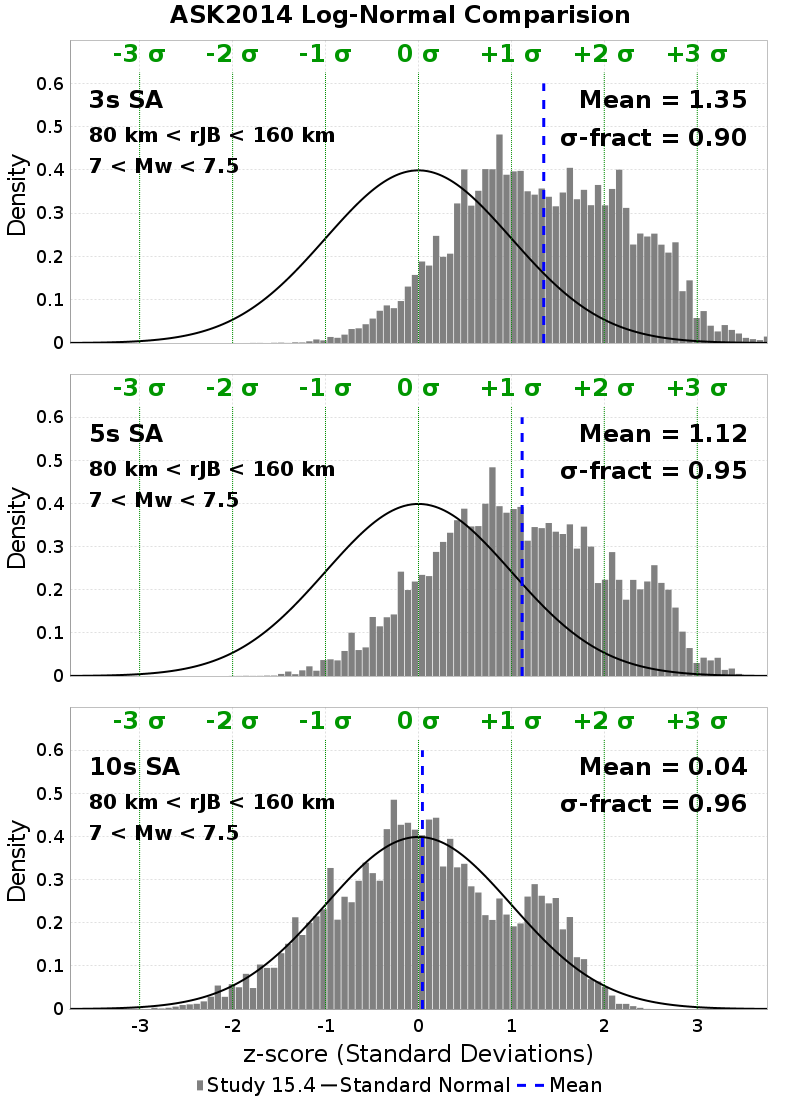 ASK2014 Log-Normal Comparision
-3 σ -2 σ -1 σ 0 σ +1 σ +2 σ +3 σ
3s SA
80 km < rJB < 160 km
7 < Mw < 7.5
Mean = 1.35
σ-fract = 0.90
Density
0.6
0.5
0.4
0.3
0.2
0.1
0
-3 σ -2 σ -1 σ 0 σ +1 σ +2 σ +3 σ
5s SA
80 km < rJB < 160 km
7 < Mw < 7.5
Mean = 1.12
σ-fract = 0.95
Density
0.6
0.5
0.4
0.3
0.2
0.1
0
-3 σ -2 σ -1 σ 0 σ +1 σ +2 σ +3 σ
10s SA
80 km < rJB < 160 km
7 < Mw < 7.5
Mean = 0.04
σ-fract = 0.96
Density
0.6
0.5
0.4
0.3
0.2
0.1
0
-3 -2 -1 0 1 2 3
z-score (Standard Deviations)
Study 15.4 Standard Normal Mean